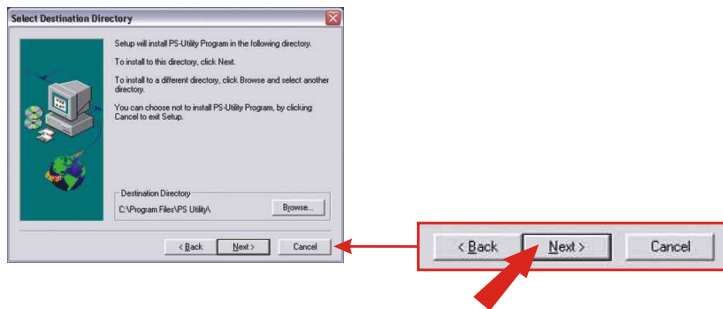 Select Destination Directory
Setup will install PS-Utility Program in the following directory.
To install to this directory, click Next.
To install to a different directory, click Browse and select another
directory.
You can choose not to install PS-Utility Program, by clicking
Cancel to exit Setup.
Destination Directory
C:\Program Files\PS Utility\
Browse...
< Back Next > Cancel
< Back Next > Cancel